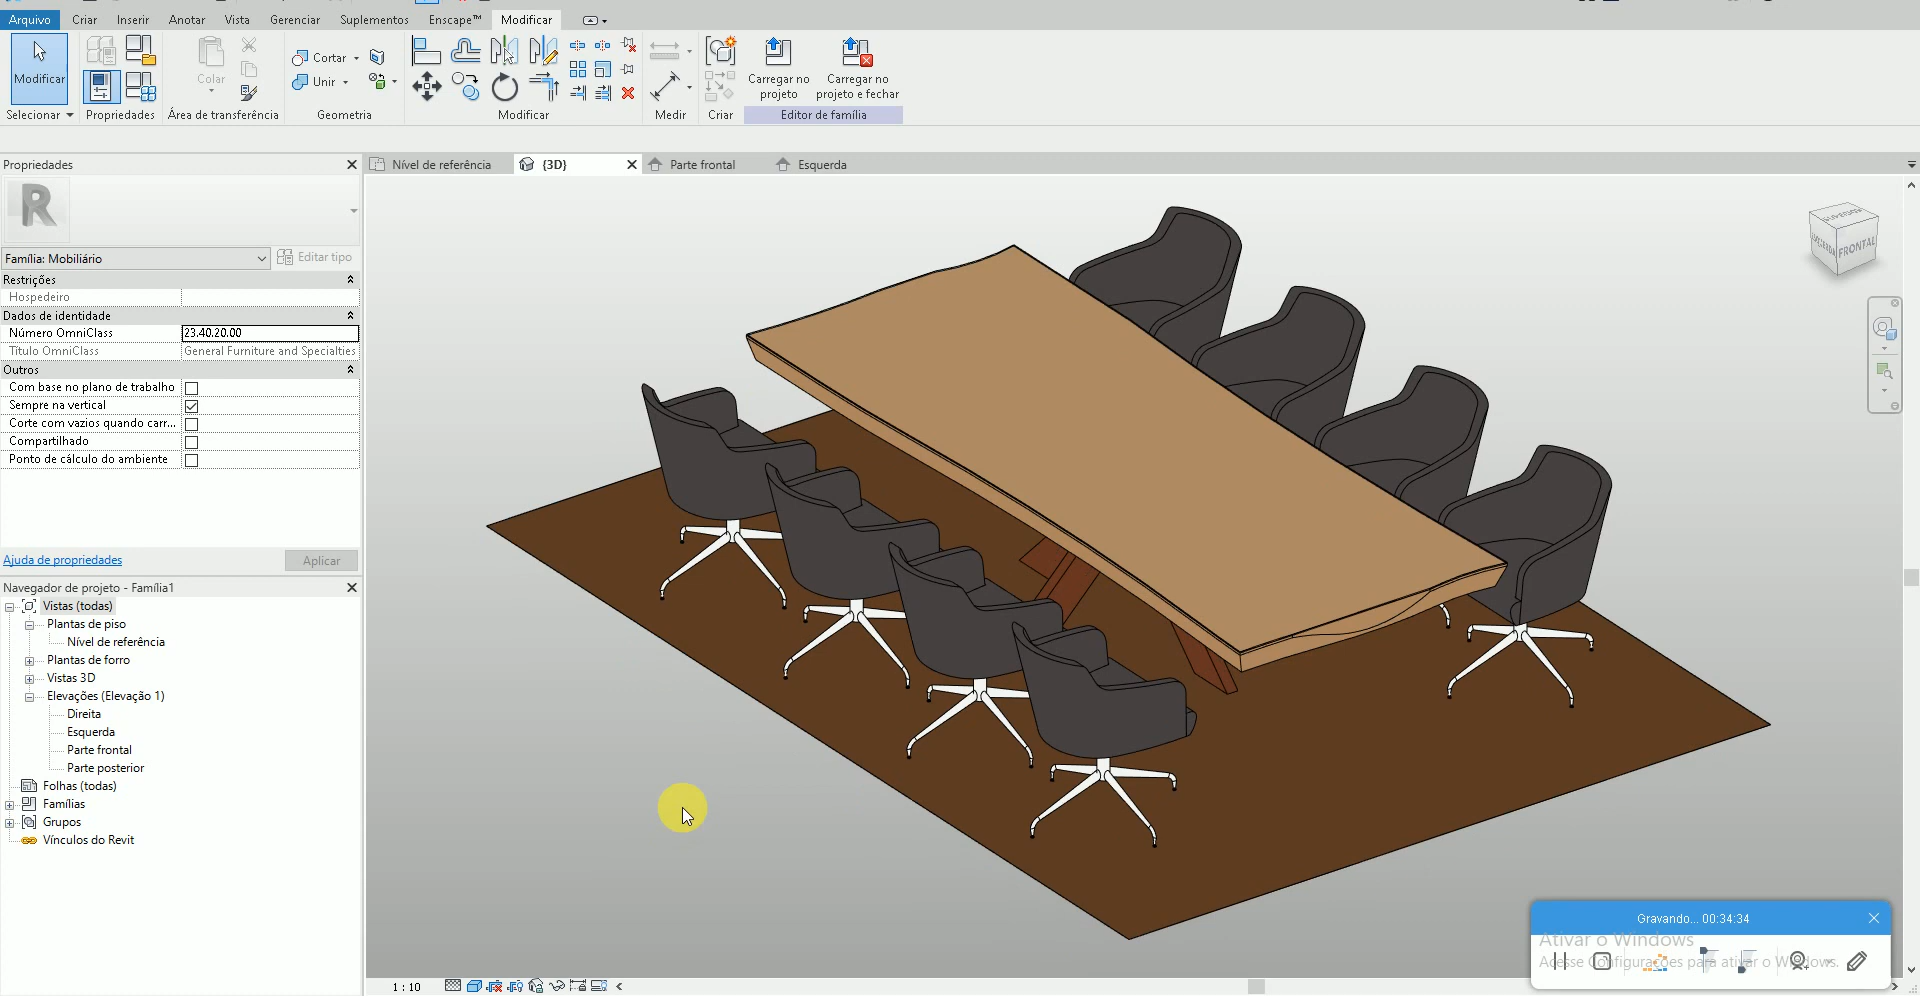 Arquivo Criar Inserir Anotar Vista Gerenciar Suplementos Enscape™ Modificar
Modificar
Colar
Cortar
Unir
Carregar no projeto
Carregar no projeto e fechar
Selecionar Propriedades Área de transferência Geometria Modificar Medir Criar Editor de família
Propriedades
Nível de referência {3D} Parte frontal Esquerda
R
Família: Mobiliário Editar tipo
Restrições
Hospedeiro
Dados de identidade
Número OmniClass 23.40.20.00
Título OmniClass General Furniture and Specialties
Outros
Com base no plano de trabalho
Sempre na vertical
Corte com vazios quando carr...
Compartilhado
Ponto de cálculo do ambiente
Ajuda de propriedades Aplicar
Navegador de projeto - Família1
Vistas (todas)
Plantas de piso
Nível de referência
Plantas de forro
Vistas 3D
Elevações (Elevação 1)
Direita
Esquerda
Parte frontal
Parte posterior
Folhas (todas)
Famílias
Grupos
Vínculos do Revit
SUPERIOR
ESQUERDA FRONTAL
Gravando... 00:34:34
Ativar o Windows
Acesse Configurações para ativar o Windows.
1 : 10